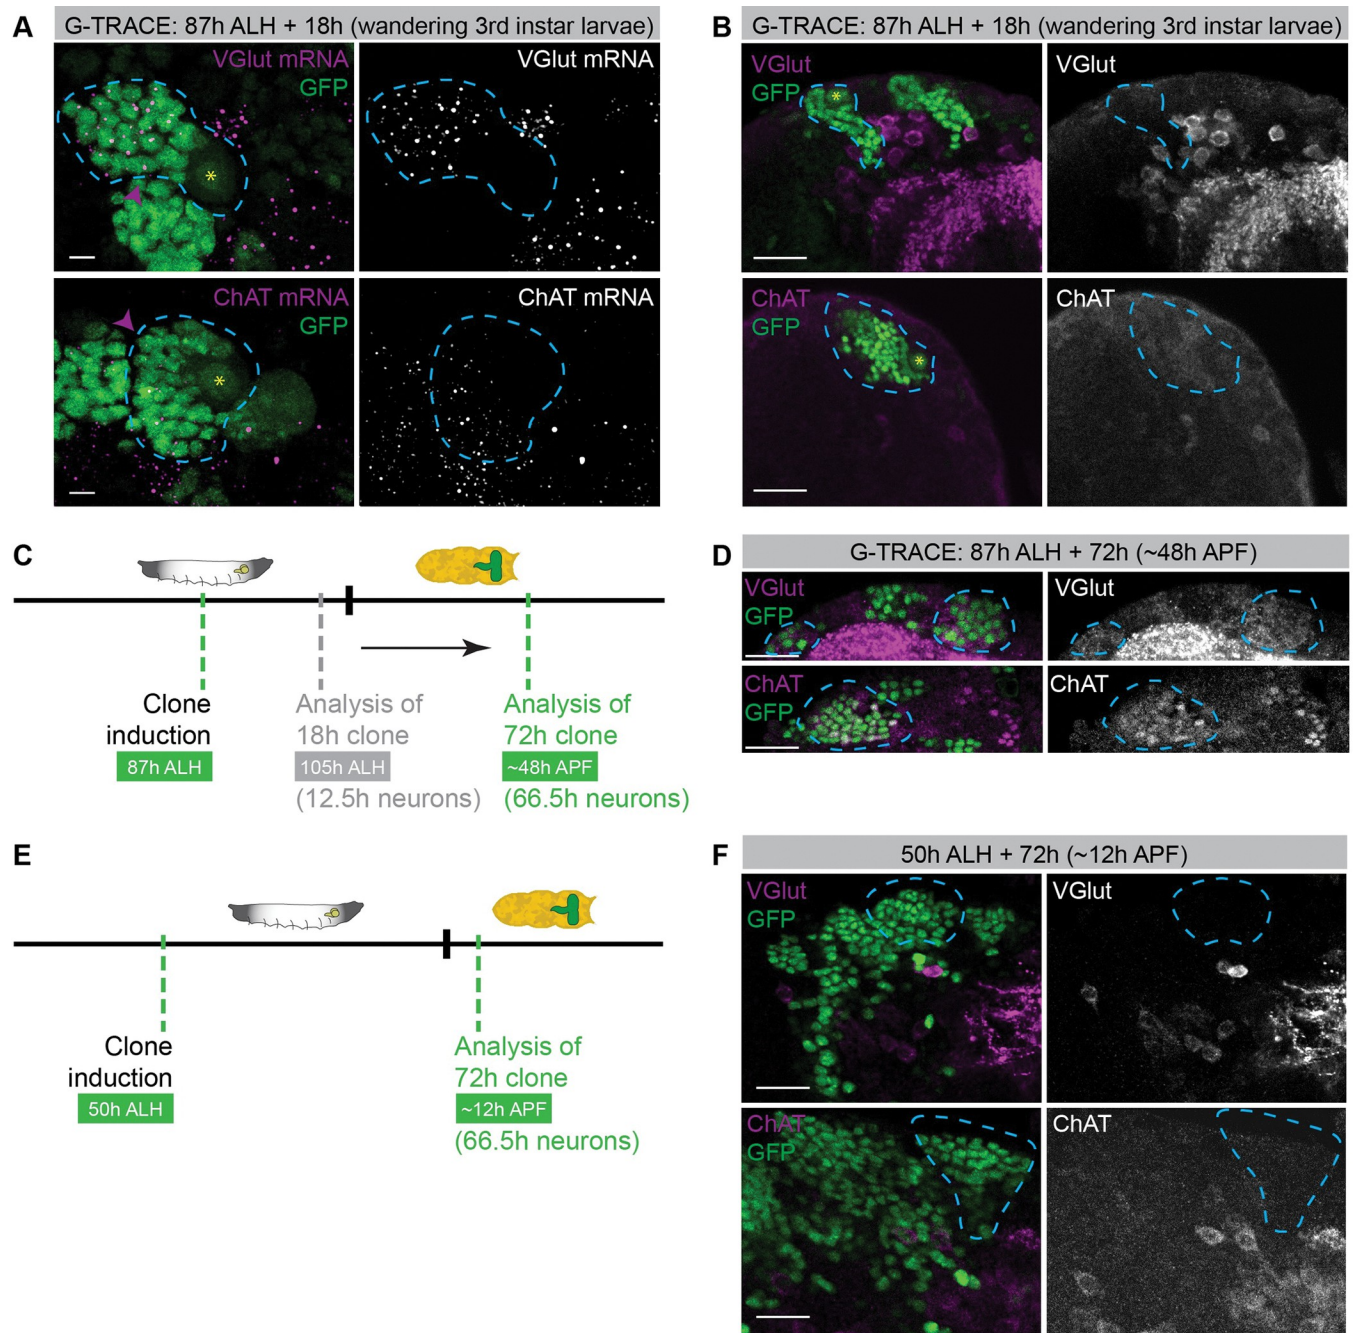 A
G-TRACE: 87h ALH + 18h (wandering 3rd instar larvae)
VGlut mRNA
GFP
*
VGlut mRNA
ChAT mRNA
GFP
*
ChAT mRNA
B
G-TRACE: 87h ALH + 18h (wandering 3rd instar larvae)
VGlut
GFP
*
VGlut
ChAT
GFP
*
ChAT
C
Clone
induction
87h ALH
Analysis of
18h clone
105h ALH
(12.5h neurons)
Analysis of
72h clone
~48h APF
(66.5h neurons)
D
G-TRACE: 87h ALH + 72h (~48h APF)
VGlut
GFP
VGlut
ChAT
GFP
ChAT
E
Clone
induction
50h ALH
Analysis of
72h clone
~12h APF
(66.5h neurons)
F
50h ALH + 72h (~12h APF)
VGlut
GFP
VGlut
ChAT
GFP
ChAT